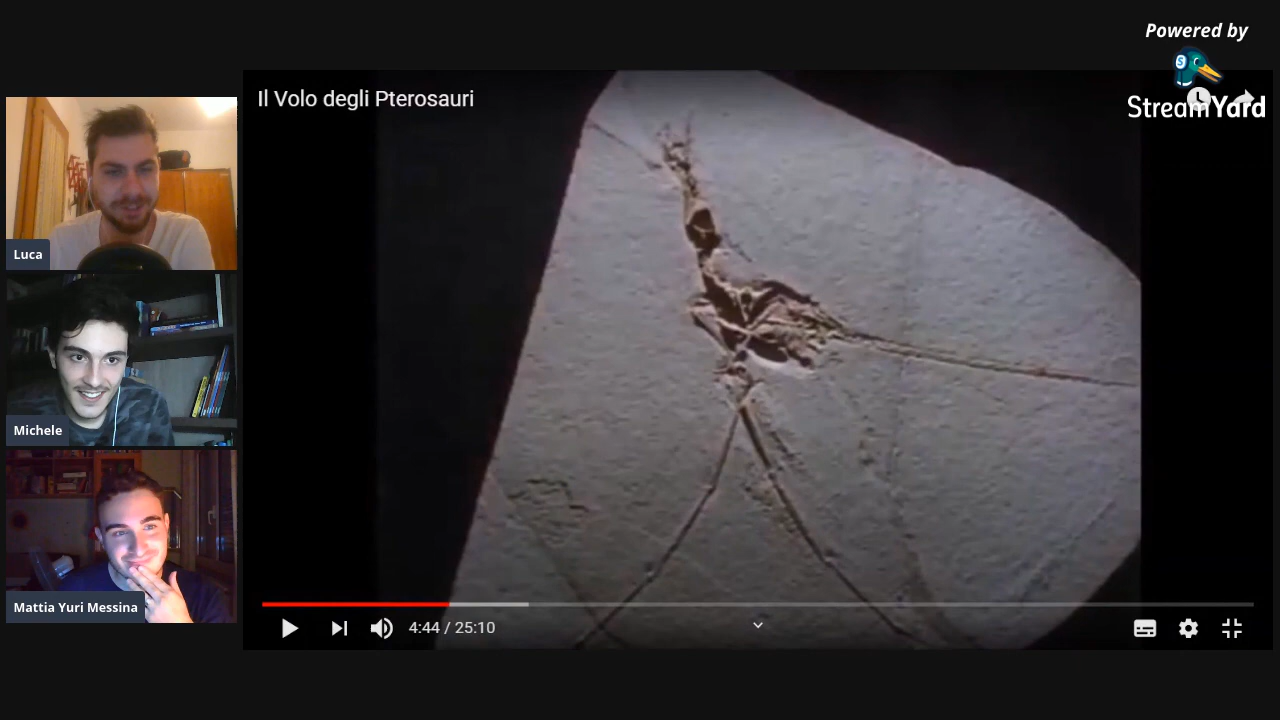 Powered by
StreamYard
Il Volo degli Pterosauri
Luca
Michele
Mattia Yuri Messina
4:44 / 25:10